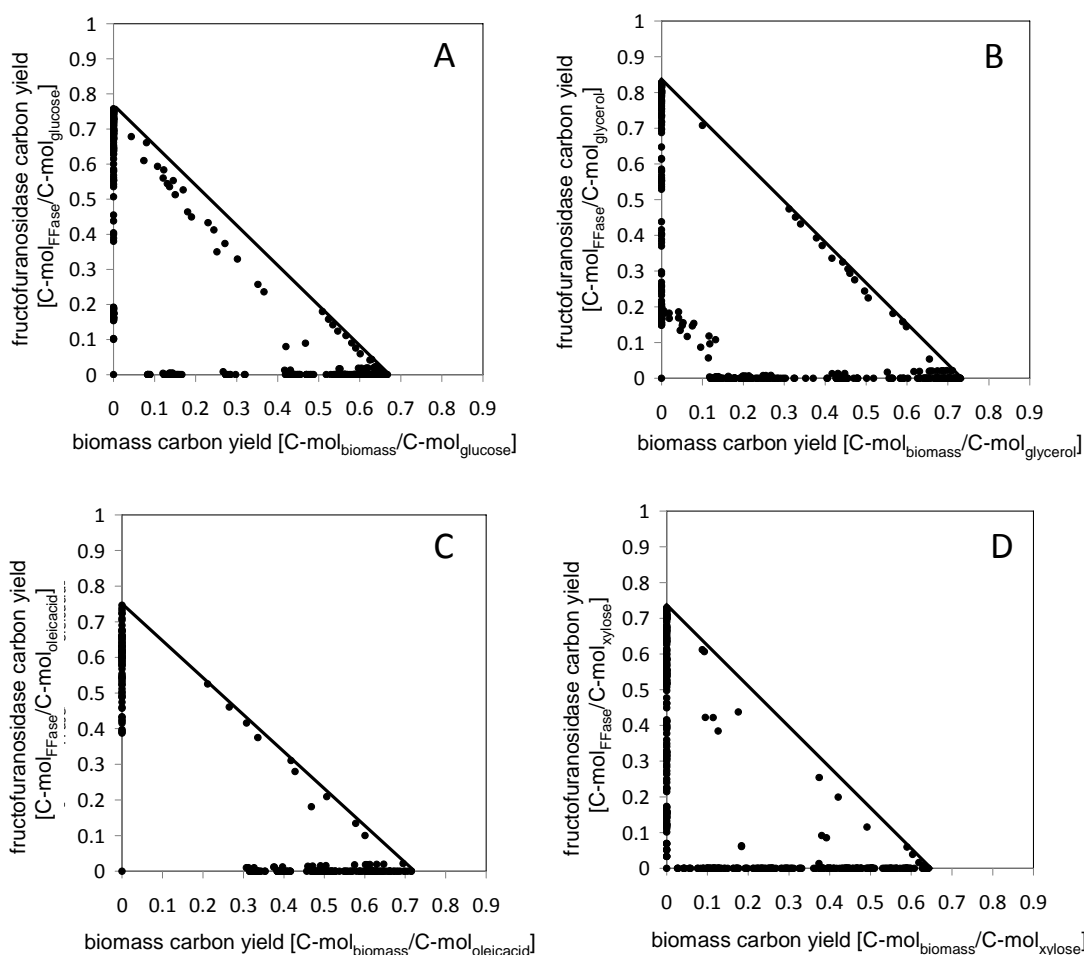 A
fructofuranosidase carbon yield
[C-molFFase/C-molglucose]
1
0.9
0.8
0.7
0.6
0.5
0.4
0.3
0.2
0.1
0
0 0.1 0.2 0.3 0.4 0.5 0.6 0.7 0.8 0.9
biomass carbon yield [C-molbiomass/C-molglucose]
B
fructofuranosidase carbon yield
[C-molFFase/C-molglycerol]
1
0.9
0.8
0.7
0.6
0.5
0.4
0.3
0.2
0.1
0
0 0.1 0.2 0.3 0.4 0.5 0.6 0.7 0.8 0.9
biomass carbon yield [C-molbiomass/C-molglycerol]
C
fructofuranosidase carbon yield
[C-molFFase/C-mololeicacid]
1
0.9
0.8
0.7
0.6
0.5
0.4
0.3
0.2
0.1
0
0 0.1 0.2 0.3 0.4 0.5 0.6 0.7 0.8 0.9
biomass carbon yield [C-molbiomass/C-mololeicacid]
D
fructofuranosidase carbon yield
[C-molFFase/C-molxylose]
1
0.9
0.8
0.7
0.6
0.5
0.4
0.3
0.2
0.1
0
0 0.1 0.2 0.3 0.4 0.5 0.6 0.7 0.8 0.9
biomass carbon yield [C-molbiomass/C-molxylose]